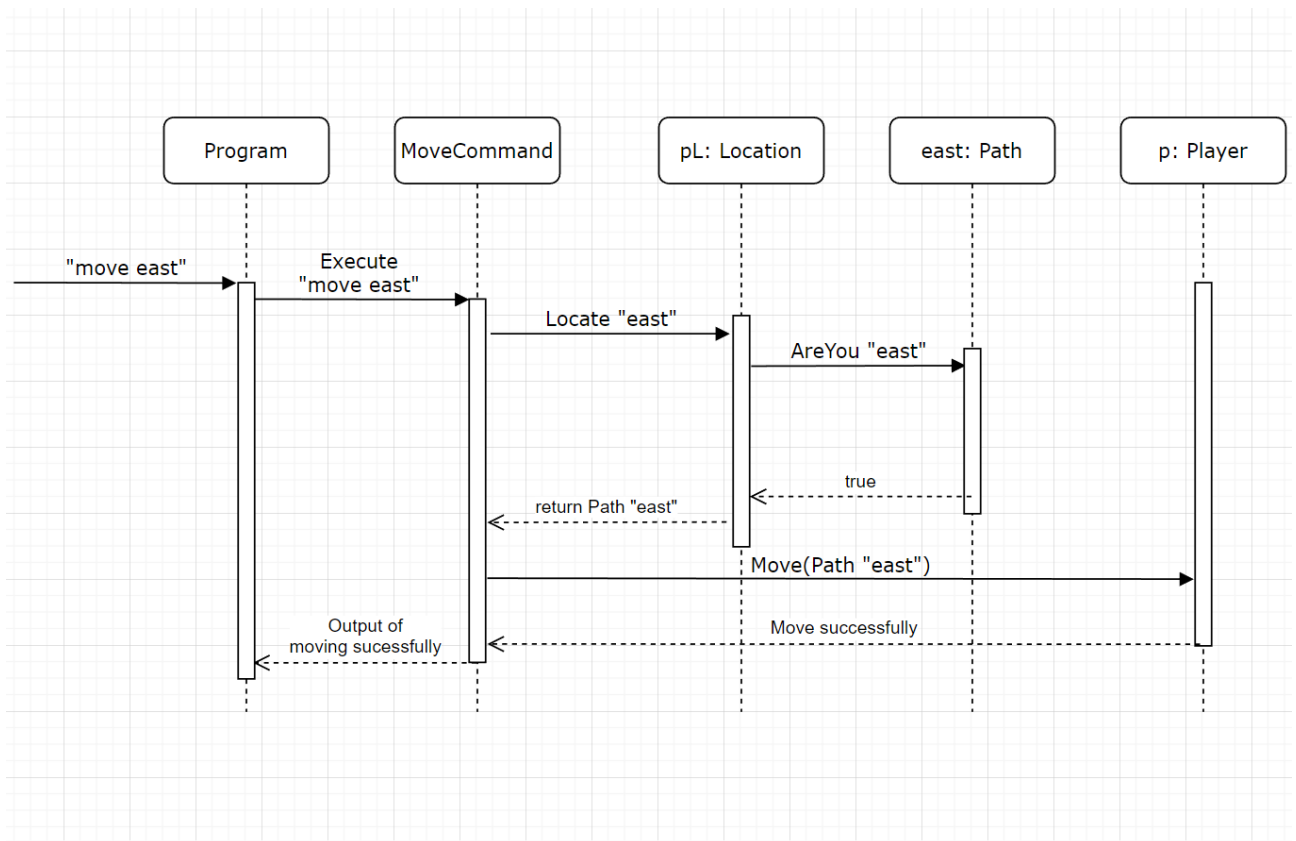 Program
MoveCommand
pL: Location
east: Path
p: Player
"move east"
Execute
"move east"
Locate "east"
AreYou "east"
true
return Path "east"
Move(Path "east")
Move successfully
Output of
moving sucessfully